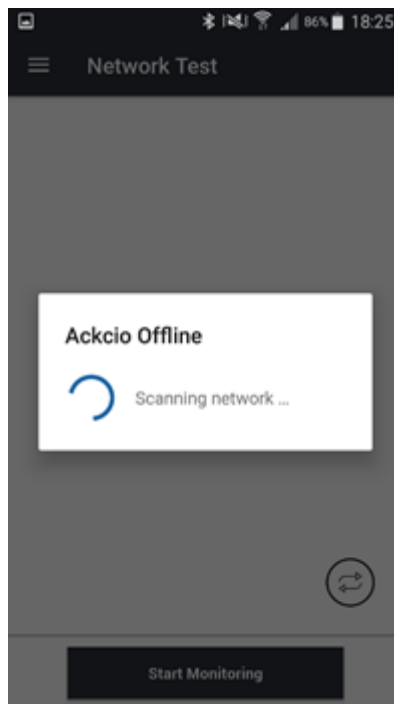 86% 18:25
Network Test
Ackcio Offline
Scanning network ...
Start Monitoring